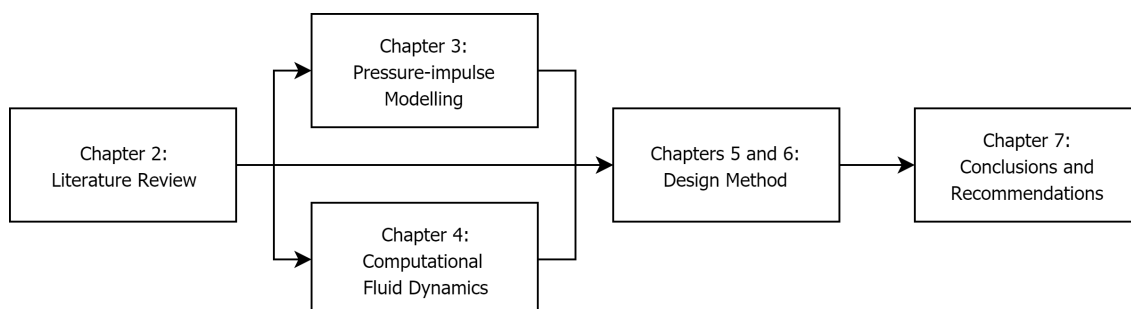 Chapter 2:
Literature Review
Chapter 3:
Pressure-impulse
Modelling
Chapter 4:
Computational
Fluid Dynamics
Chapters 5 and 6:
Design Method
Chapter 7:
Conclusions and
Recommendations